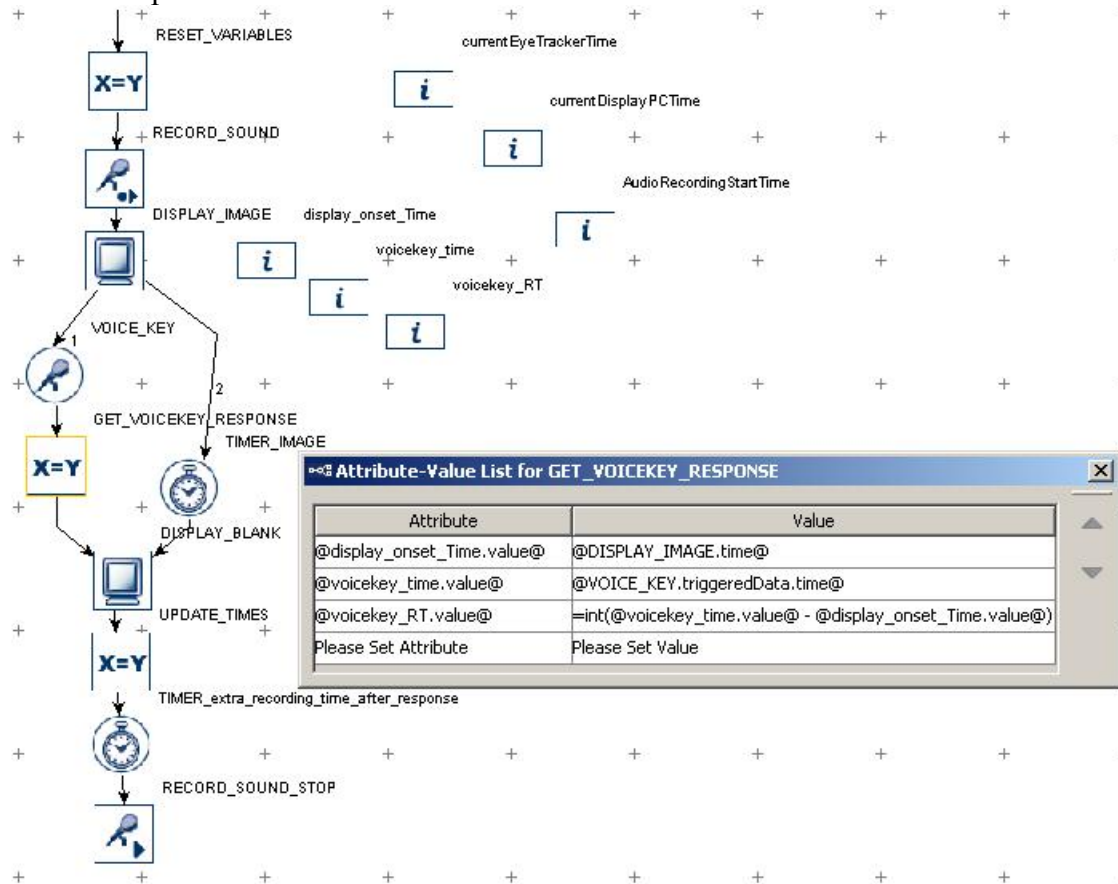 RESET_VARIABLES
currentEyeTrackerTime
X=Y
i
currentDisplayPCTime
RECORD_SOUND
i
AudioRecordingStartTime
DISPLAY_IMAGE
display_onset_Time
i
voicekey_time
i
voicekey_RT
i
i
VOICE_KEY
1
2
GET_VOICEKEY_RESPONSE
TIMER_IMAGE
X=Y
Attribute-Value List for GET_VOICEKEY_RESPONSE
Attribute Value
@display_onset_Time.value@ @DISPLAY_IMAGE.time@
@voicekey_time.value@ @VOICE_KEY.triggeredData.time@
@voicekey_RT.value@ =int(@voicekey_time.value@ - @display_onset_Time.value@)
Please Set Attribute Please Set Value
DISPLAY_BLANK
UPDATE_TIMES
X=Y
TIMER_extra_recording_time_after_response
RECORD_SOUND_STOP